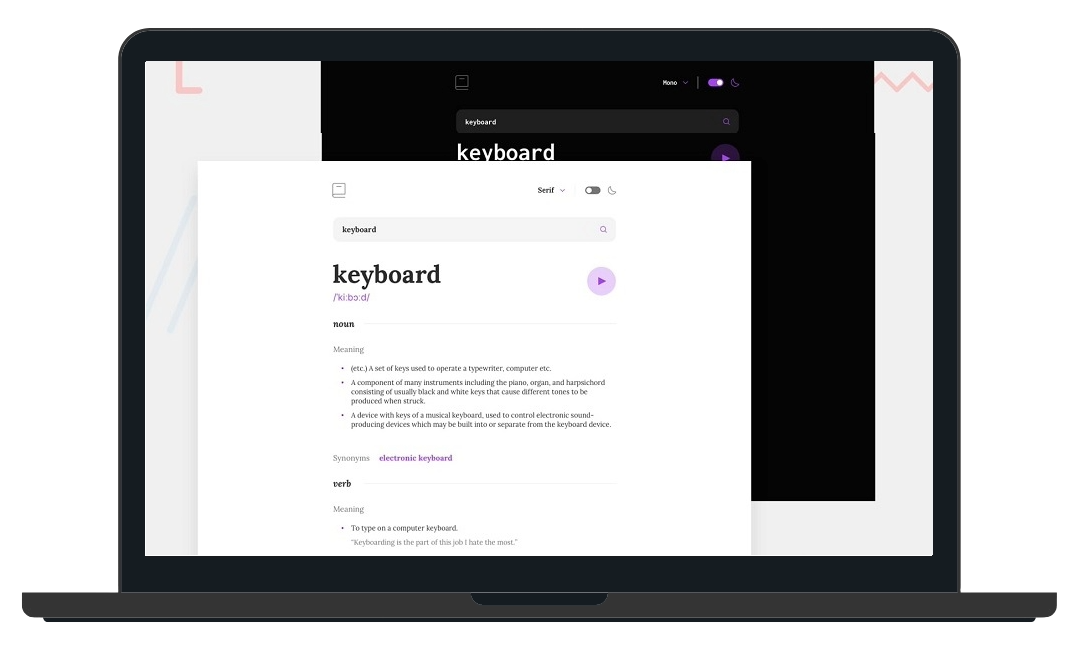 Mono
keyboard
keyboard
Serif
keyboard
keyboard
/ˈkiːbɔːd/
noun
Meaning
• (etc.) A set of keys used to operate a typewriter, computer etc.
• A component of many instruments including the piano, organ, and harpsichord
consisting of usually black and white keys that cause different tones to be
produced when struck.
• A device with keys of a musical keyboard, used to control electronic sound-
producing devices which may be built into or separate from the keyboard device.
Synonyms electronic keyboard
verb
Meaning
• To type on a computer keyboard.
“Keyboarding is the part of this job I hate the most.”